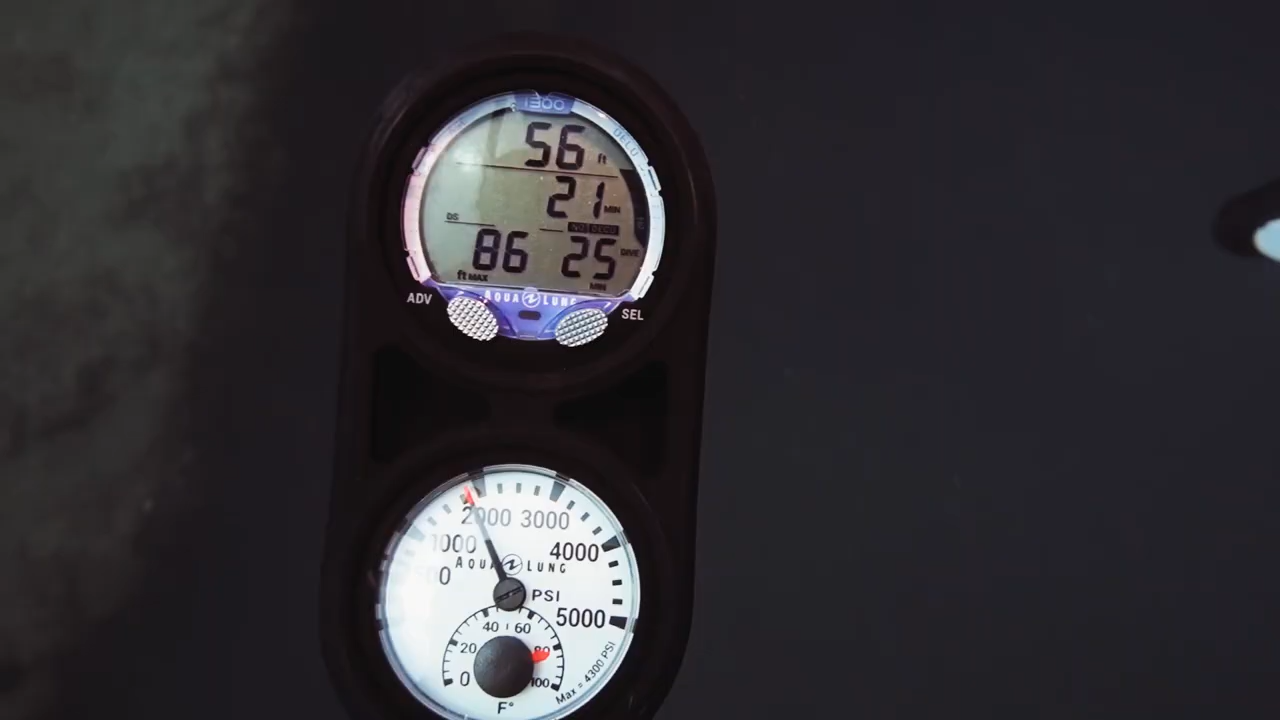 i300
DECO
56 ft
21 MIN
DS
NO DECO
86 25 DIVE
ft MAX MIN
AQUA LUNG
ADV
SEL
2000 3000
1000 4000
AQUA LUNG
500
PSI
5000
40 60
20 80
0 100
F°
Max = 4300 PSI